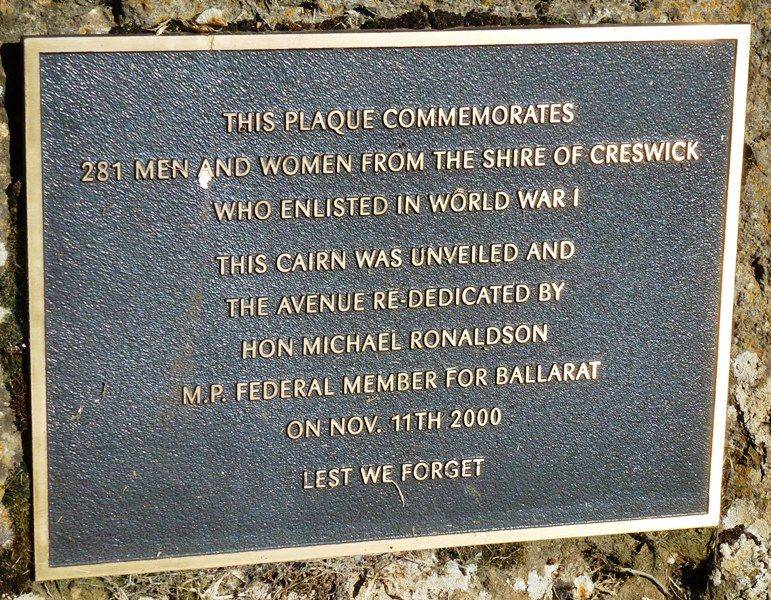 THIS PLAQUE COMMEMORATES
281 MEN AND WOMEN FROM THE SHIRE OF CRESWICK
WHO ENLISTED IN WORLD WAR I
THIS CAIRN WAS UNVEILED AND
THE AVENUE RE-DEDICATED BY
HON MICHAEL RONALDSON
M.P. FEDERAL MEMBER FOR BALLARAT
ON NOV. 11TH 2000
LEST WE FORGET